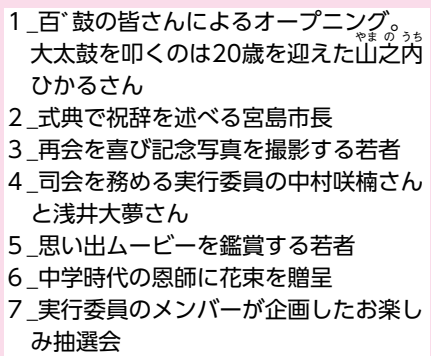 1_百゛鼓の皆さんによるオープニング。
大太鼓を叩くのは20歳を迎えた山之内
やまのうち
ひかるさん
2_式典で祝辞を述べる宮島市長
3_再会を喜び記念写真を撮影する若者
4_司会を務める実行委員の中村咲楠さん
と浅井大夢さん
5_思い出ムービーを鑑賞する若者
6_中学時代の恩師に花束を贈呈
7_実行委員のメンバーが企画したお楽し
み抽選会